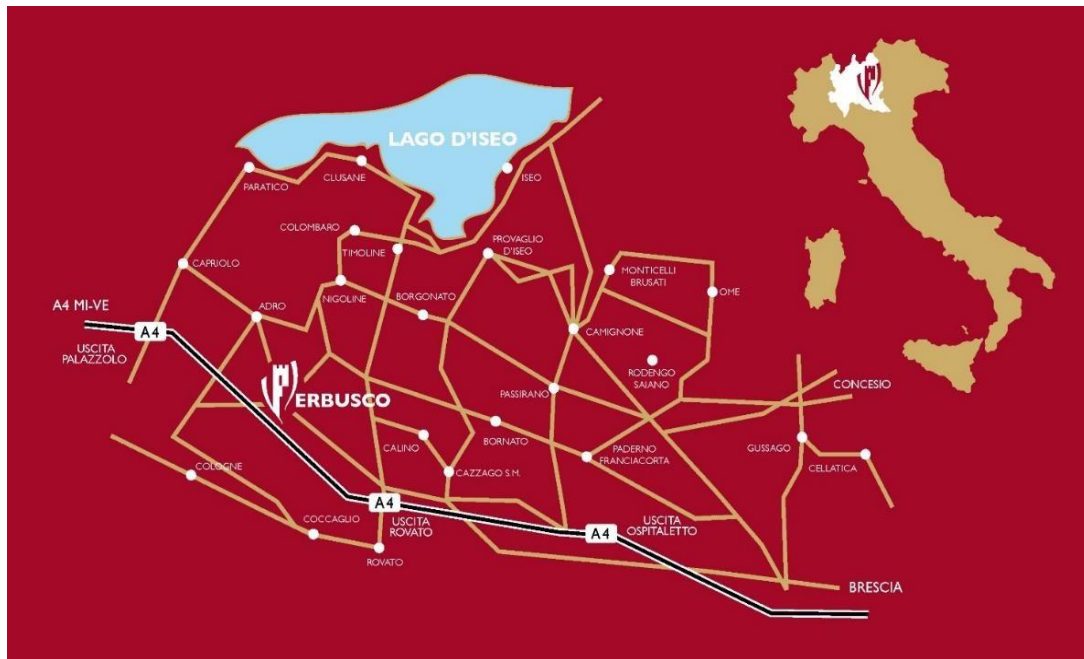 LAGO D'ISEO
PARATICO
CLUSANE
ISEO
COLOMBARO
TIMOLINE
PROVAGLIO
D'ISEO
CAPRIOLO
MONTICELLI
BRUSATI
OME
NIGOLINE
BORGONATO
ADRO
A4 MI-VE
A4
USCITA
PALAZZOLO
CAMIGNONE
RODENGO
SAIANO
CONCESIO
ERBUSCO
PASSIRANO
CALINO
BORNATO
PADERNO
FRANCIACORTA
GUSSAGO
CELLATICA
COLOGNE
CAZZAGO S.M.
A4
USCITA
ROVATO
COCCAGLIO
ROVATO
A4
USCITA
OSPITALETTO
BRESCIA